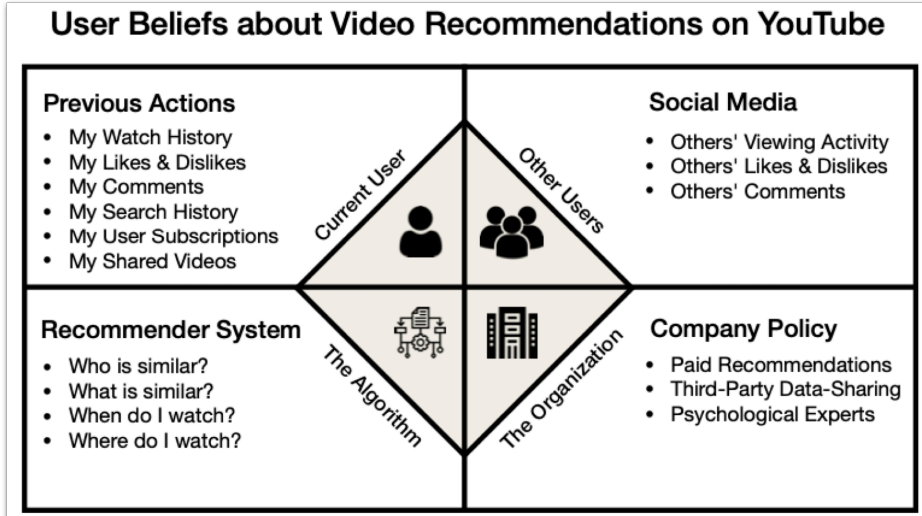 User Beliefs about Video Recommendations on YouTube
Previous Actions
• My Watch History
• My Likes & Dislikes
• My Comments
• My Search History
• My User Subscriptions
• My Shared Videos
Current User
Other Users
Social Media
• Others' Viewing Activity
• Others' Likes & Dislikes
• Others' Comments
Recommender System
• Who is similar?
• What is similar?
• When do I watch?
• Where do I watch?
The Algorithm
The Organization
Company Policy
• Paid Recommendations
• Third-Party Data-Sharing
• Psychological Experts